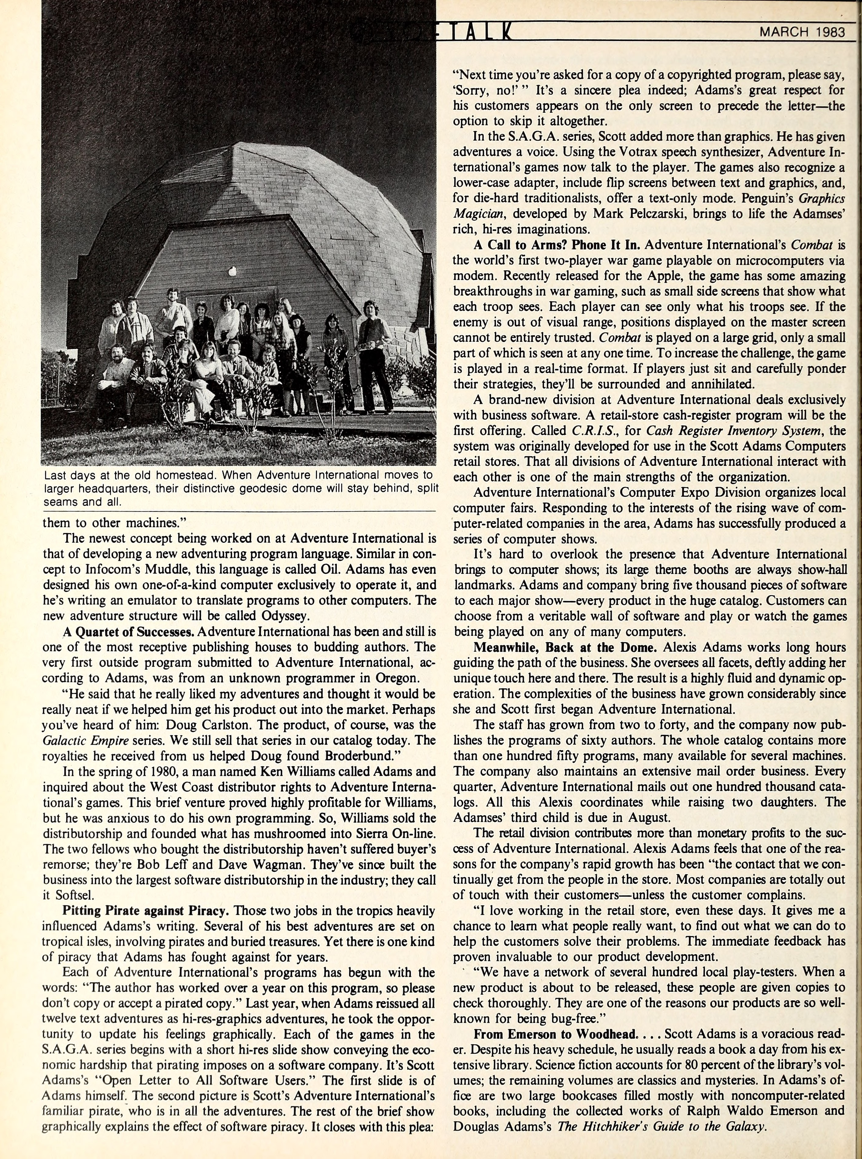 TALK
MARCH 1983
Last days at the old homestead. When Adventure International moves to
larger headquarters, their distinctive geodesic dome will stay behind, split
seams and all.
them to other machines."
The newest concept being worked on at Adventure International is
that of developing a new adventuring program language. Similar in con-
cept to Infocom's Muddle, this language is called Oil. Adams has even
designed his own one-of-a-kind computer exclusively to operate it, and
he's writing an emulator to translate programs to other computers. The
new adventure structure will be called Odyssey.
A Quartet of Successes. Adventure International has been and still is
one of the most receptive publishing houses to budding authors. The
very first outside program submitted to Adventure International, ac-
cording to Adams, was from an unknown programmer in Oregon.
"He said that he really liked my adventures and thought it would be
really neat if we helped him get his product out into the market. Perhaps
you've heard of him: Doug Carlston. The product, of course, was the
Galactic Empire series. We still sell that series in our catalog today. The
royalties he received from us helped Doug found Broderbund."
In the spring of 1980, a man named Ken Williams called Adams and
inquired about the West Coast distributor rights to Adventure Interna-
tional's games. This brief venture proved highly profitable for Williams,
but he was anxious to do his own programming. So, Williams sold the
distributorship and founded what has mushroomed into Sierra On-line.
The two fellows who bought the distributorship haven't suffered buyer's
remorse; they're Bob Leff and Dave Wagman. They've since built the
business into the largest software distributorship in the industry; they call
it Softsel.
Pitting Pirate against Piracy. Those two jobs in the tropics heavily
influenced Adams's writing. Several of his best adventures are set on
tropical isles, involving pirates and buried treasures. Yet there is one kind
of piracy that Adams has fought against for years.
Each of Adventure International's programs has begun with the
words: "The author has worked over a year on this program, so please
don't copy or accept a pirated copy." Last year, when Adams reissued all
twelve text adventures as hi-res-graphics adventures, he took the oppor-
tunity to update his feelings graphically. Each of the games in the
S.A.G.A. series begins with a short hi-res slide show conveying the eco-
nomic hardship that pirating imposes on a software company. It's Scott
Adams's "Open Letter to All Software Users." The first slide is of
Adams himself. The second picture is Scott's Adventure International's
familiar pirate, who is in all the adventures. The rest of the brief show
graphically explains the effect of software piracy. It closes with this plea:
"Next time you're asked for a copy of a copyrighted program, please say,
'Sorry, no!' " It's a sincere plea indeed; Adams's great respect for
his customers appears on the only screen to precede the letter—the
option to skip it altogether.
In the S.A.G.A. series, Scott added more than graphics. He has given
adventures a voice. Using the Votrax speech synthesizer, Adventure In-
ternational's games now talk to the player. The games also recognize a
lower-case adapter, include flip screens between text and graphics, and,
for die-hard traditionalists, offer a text-only mode. Penguin's Graphics
Magician, developed by Mark Pelczarski, brings to life the Adamses'
rich, hi-res imaginations.
A Call to Arms? Phone It In. Adventure International's Combat is
the world's first two-player war game playable on microcomputers via
modem. Recently released for the Apple, the game has some amazing
breakthroughs in war gaming, such as small side screens that show what
each troop sees. Each player can see only what his troops see. If the
enemy is out of visual range, positions displayed on the master screen
cannot be entirely trusted. Combat is played on a large grid, only a small
part of which is seen at any one time. To increase the challenge, the game
is played in a real-time format. If players just sit and carefully ponder
their strategies, they'll be surrounded and annihilated.
A brand-new division at Adventure International deals exclusively
with business software. A retail-store cash-register program will be the
first offering. Called C.R.I.S., for Cash Register Inventory System, the
system was originally developed for use in the Scott Adams Computers
retail stores. That all divisions of Adventure International interact with
each other is one of the main strengths of the organization.
Adventure International's Computer Expo Division organizes local
computer fairs. Responding to the interests of the rising wave of com-
puter-related companies in the area, Adams has successfully produced a
series of computer shows.
It's hard to overlook the presence that Adventure International
brings to computer shows; its large theme booths are always show-hall
landmarks. Adams and company bring five thousand pieces of software
to each major show—every product in the huge catalog. Customers can
choose from a veritable wall of software and play or watch the games
being played on any of many computers.
Meanwhile, Back at the Dome. Alexis Adams works long hours
guiding the path of the business. She oversees all facets, deftly adding her
unique touch here and there. The result is a highly fluid and dynamic op-
eration. The complexities of the business have grown considerably since
she and Scott first began Adventure International.
The staff has grown from two to forty, and the company now pub-
lishes the programs of sixty authors. The whole catalog contains more
than one hundred fifty programs, many available for several machines.
The company also maintains an extensive mail order business. Every
quarter, Adventure International mails out one hundred thousand cata-
logs. All this Alexis coordinates while raising two daughters. The
Adamses' third child is due in August.
The retail division contributes more than monetary profits to the suc-
cess of Adventure International. Alexis Adams feels that one of the rea-
sons for the company's rapid growth has been "the contact that we con-
tinually get from the people in the store. Most companies are totally out
of touch with their customers—unless the customer complains.
"I love working in the retail store, even these days. It gives me a
chance to learn what people really want, to find out what we can do to
help the customers solve their problems. The immediate feedback has
proven invaluable to our product development.
"We have a network of several hundred local play-testers. When a
new product is about to be released, these people are given copies to
check thoroughly. They are one of the reasons our products are so well-
known for being bug-free."
From Emerson to Woodhead. . . . Scott Adams is a voracious read-
er. Despite his heavy schedule, he usually reads a book a day from his ex-
tensive library. Science fiction accounts for 80 percent of the library's vol-
umes; the remaining volumes are classics and mysteries. In Adams's of-
fice are two large bookcases filled mostly with noncomputer-related
books, including the collected works of Ralph Waldo Emerson and
Douglas Adams's The Hitchhiker's Guide to the Galaxy.